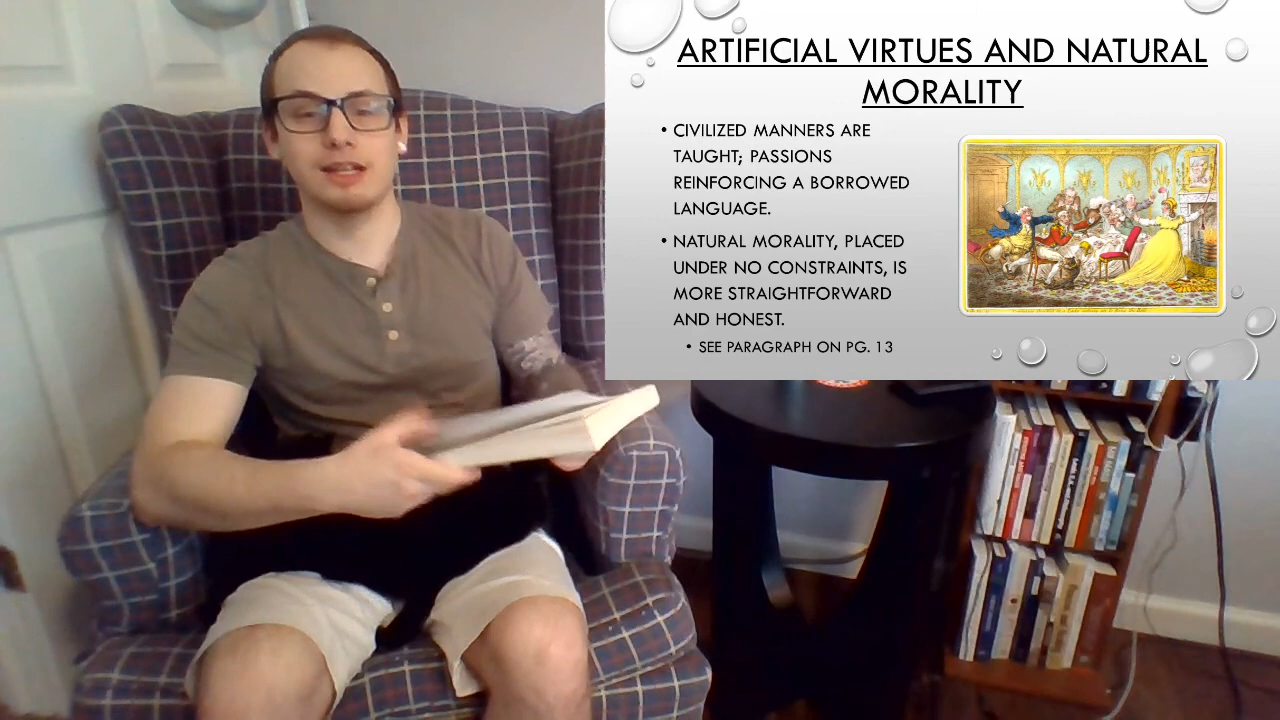 ARTIFICIAL VIRTUES AND NATURAL
MORALITY
• CIVILIZED MANNERS ARE
TAUGHT; PASSIONS
REINFORCING A BORROWED
LANGUAGE.
• NATURAL MORALITY, PLACED
UNDER NO CONSTRAINTS, IS
MORE STRAIGHTFORWARD
AND HONEST.
• SEE PARAGRAPH ON PG. 13